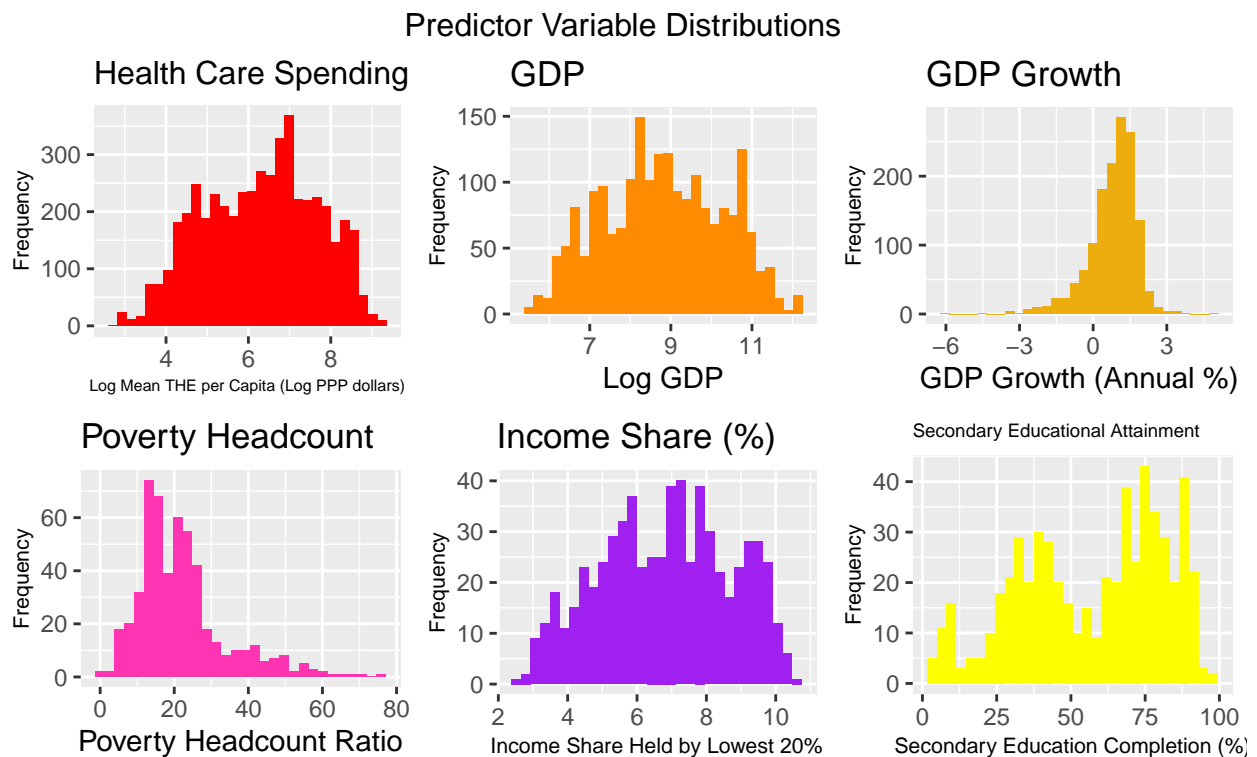 Predictor Variable Distributions
Health Care Spending
Frequency
300
200
100
0
4 6 8
Log Mean THE per Capita (Log PPP dollars)
GDP
Frequency
150
100
50
0
7 9 11
Log GDP
GDP Growth
Frequency
200
100
0
−6 −3 0 3
GDP Growth (Annual %)
Poverty Headcount
Frequency
60
40
20
0
0 20 40 60 80
Poverty Headcount Ratio
Income Share (%)
Frequency
40
30
20
10
0
2 4 6 8 10
Income Share Held by Lowest 20%
Secondary Educational Attainment
Frequency
40
30
20
10
0
0 25 50 75 100
Secondary Education Completion (%)